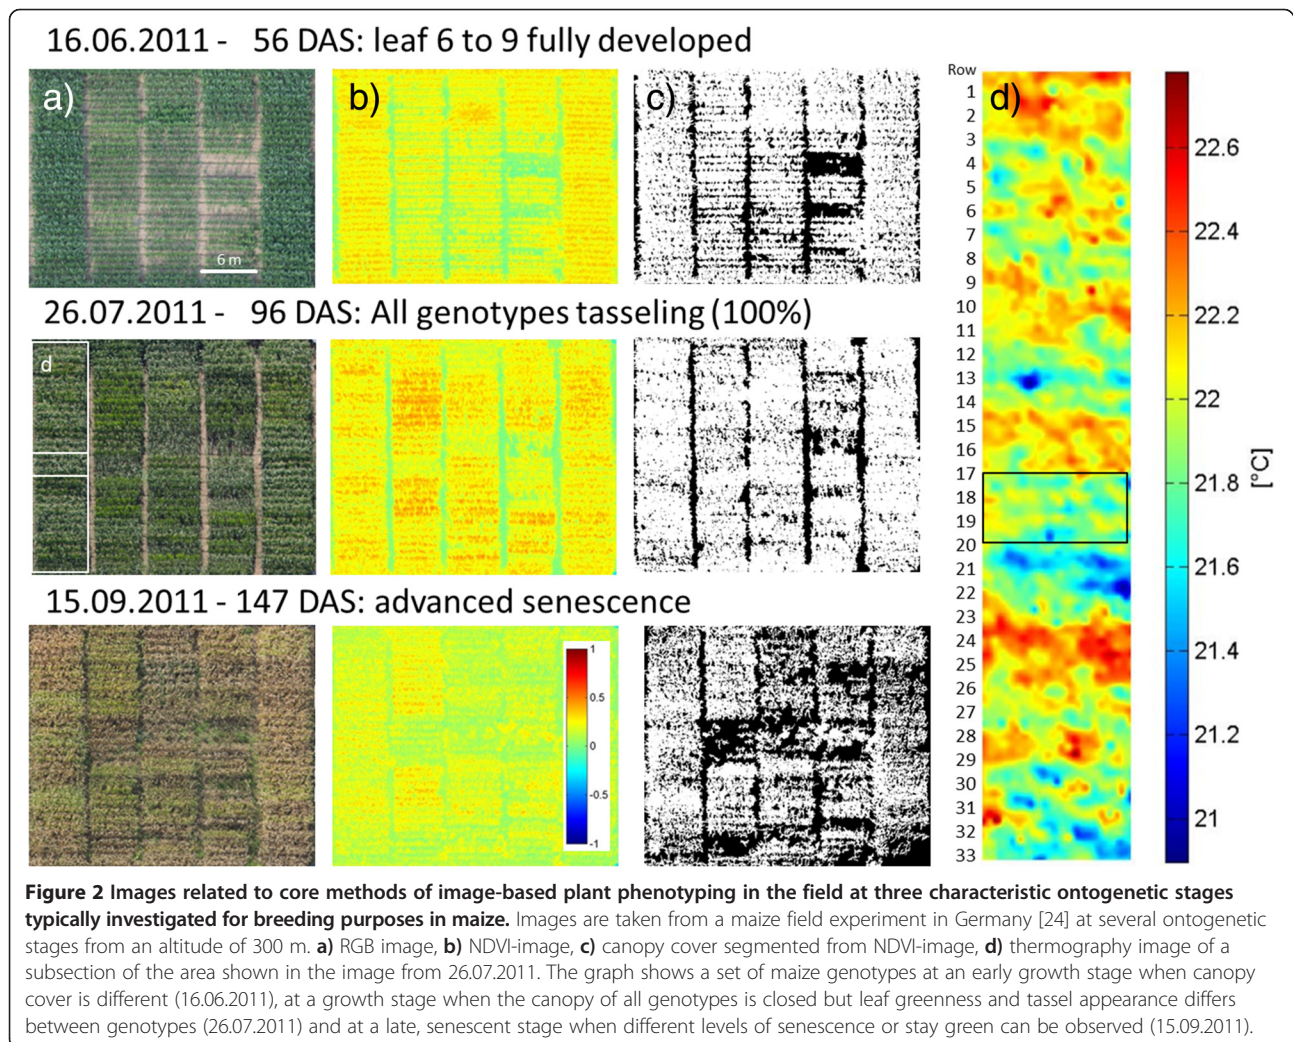 16.06.2011 - 56 DAS: leaf 6 to 9 fully developed
a)
b)
c)
6 m
26.07.2011 - 96 DAS: All genotypes tasseling (100%)
d
15.09.2011 - 147 DAS: advanced senescence
1
0.5
0
-0.5
-1
Row
d)
1
2
3
4
5
6
7
8
9
10
11
12
13
14
15
16
17
18
19
20
21
22
23
24
25
26
27
28
29
30
31
32
33
22.6
22.4
22.2
22
21.8
21.6
21.4
21.2
21
[°C]
Figure 2 Images related to core methods of image-based plant phenotyping in the field at three characteristic ontogenetic stages
typically investigated for breeding purposes in maize. Images are taken from a maize field experiment in Germany [24] at several ontogenetic
stages from an altitude of 300 m. a) RGB image, b) NDVI-image, c) canopy cover segmented from NDVI-image, d) thermography image of a
subsection of the area shown in the image from 26.07.2011. The graph shows a set of maize genotypes at an early growth stage when canopy
cover is different (16.06.2011), at a growth stage when the canopy of all genotypes is closed but leaf greenness and tassel appearance differs
between genotypes (26.07.2011) and at a late, senescent stage when different levels of senescence or stay green can be observed (15.09.2011).